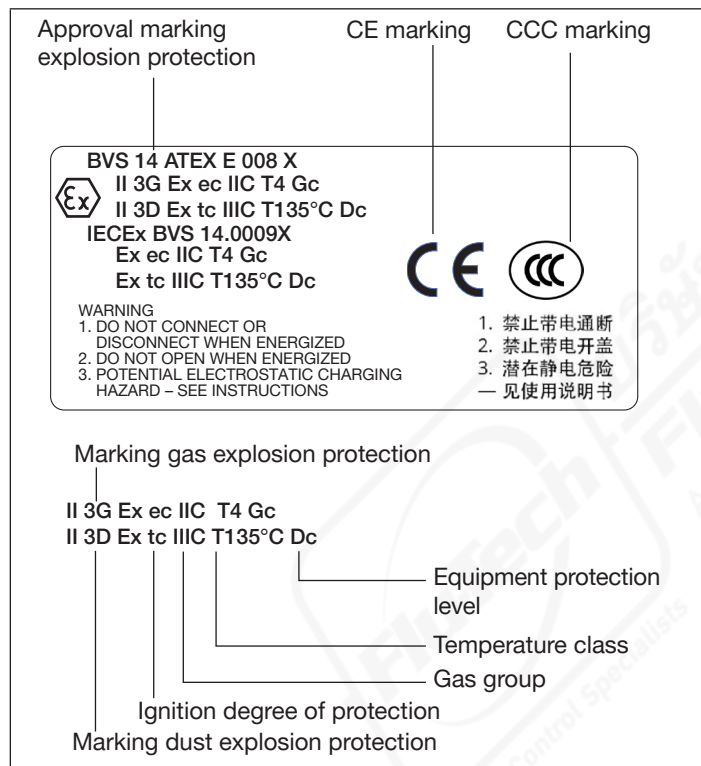 Approval marking
explosion protection
CE marking
CCC marking
BVS 14 ATEX E 008 X
Ex
II 3G Ex ec IIC T4 Gc
II 3D Ex tc IIIC T135°C Dc
IECEx BVS 14.0009X
Ex ec IIC T4 Gc
Ex tc IIIC T135°C Dc
CE
CCC
WARNING
1. DO NOT CONNECT OR
DISCONNECT WHEN ENERGIZED
2. DO NOT OPEN WHEN ENERGIZED
3. POTENTIAL ELECTROSTATIC CHARGING
HAZARD – SEE INSTRUCTIONS
1. 禁止带电通断
2. 禁止带电开盖
3. 潜在静电危险
— 见使用说明书
Marking gas explosion protection
II 3G Ex ec IIC T4 Gc
II 3D Ex tc IIIC T135°C Dc
Equipment protection
level
Temperature class
Gas group
Ignition degree of protection
Marking dust explosion protection
FluTech
Control Specialists